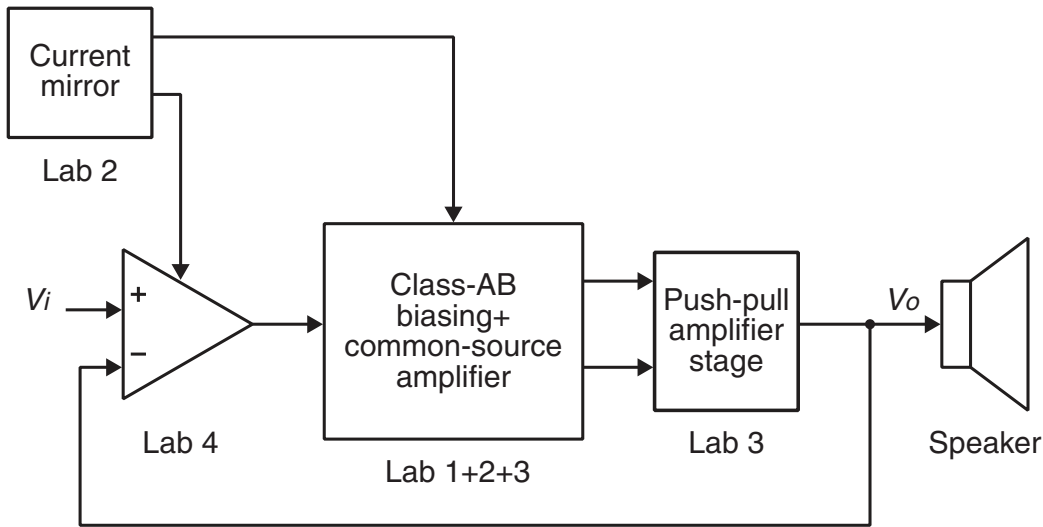 Current
mirror
Lab 2
Vi
+
−
Lab 4
Class-AB
biasing+
common-source
amplifier
Lab 1+2+3
Push-pull
amplifier
stage
Lab 3
Vo
Speaker